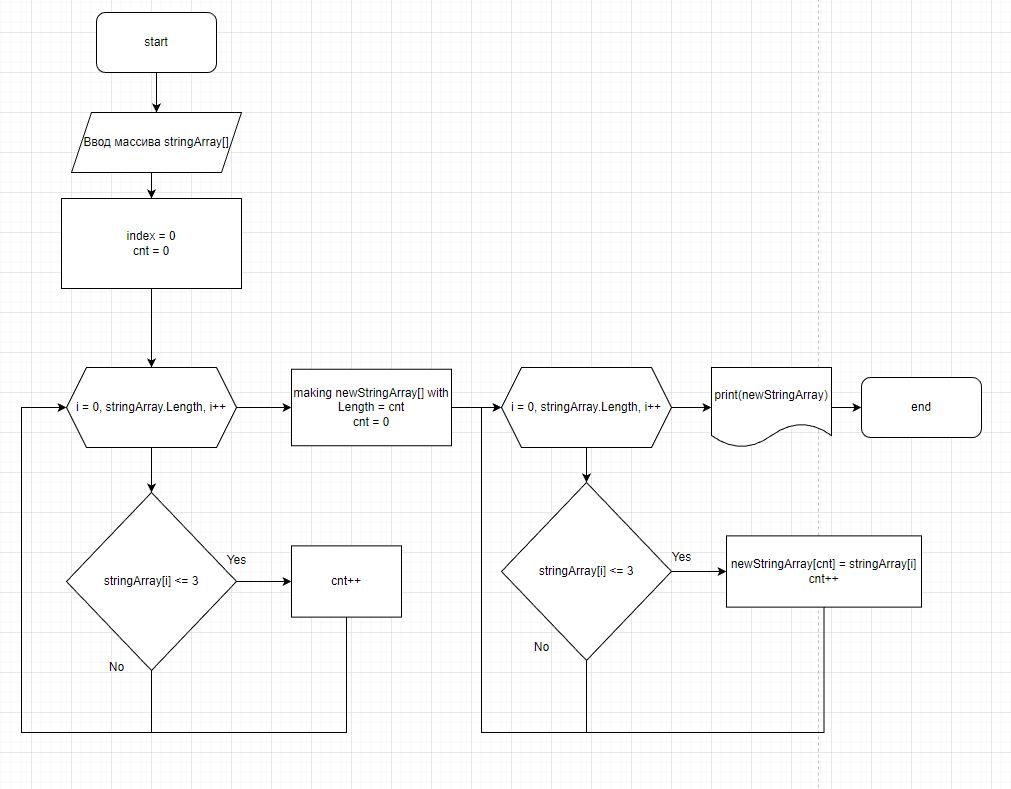 start
Ввод массива stringArray[]
index = 0
cnt = 0
i = 0, stringArray.Length, i++
making newStringArray[] with
Length = cnt
cnt = 0
i = 0, stringArray.Length, i++
print(newStringArray)
end
stringArray[i] <= 3
Yes
cnt++
No
stringArray[i] <= 3
Yes
newStringArray[cnt] = stringArray[i]
cnt++
No